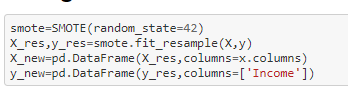 smote=SMOTE(random_state=42)
X_res,y_res=smote.fit_resample(X,y)
X_new=pd.DataFrame(X_res,columns=x.columns)
y_new=pd.DataFrame(y_res,columns=['Income'])